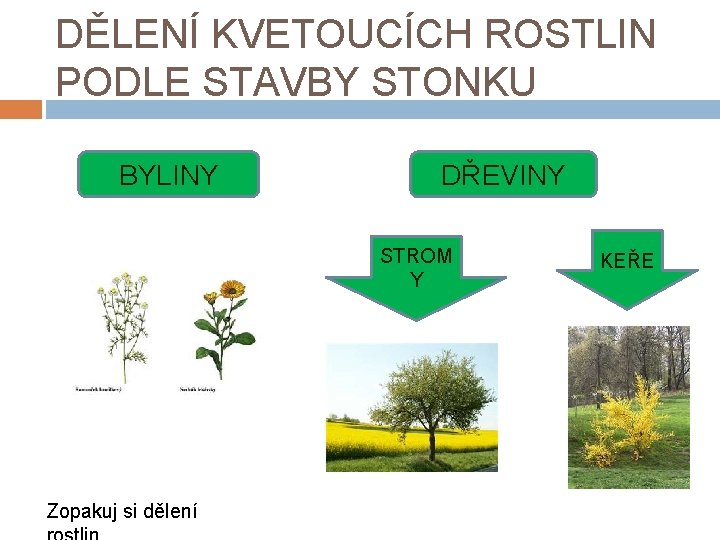 DĚLENÍ KVETOUCÍCH ROSTLIN
PODLE STAVBY STONKU
BYLINY
DŘEVINY
STROM
Y
KEŘE
Zopakuj si dělení
rostlin